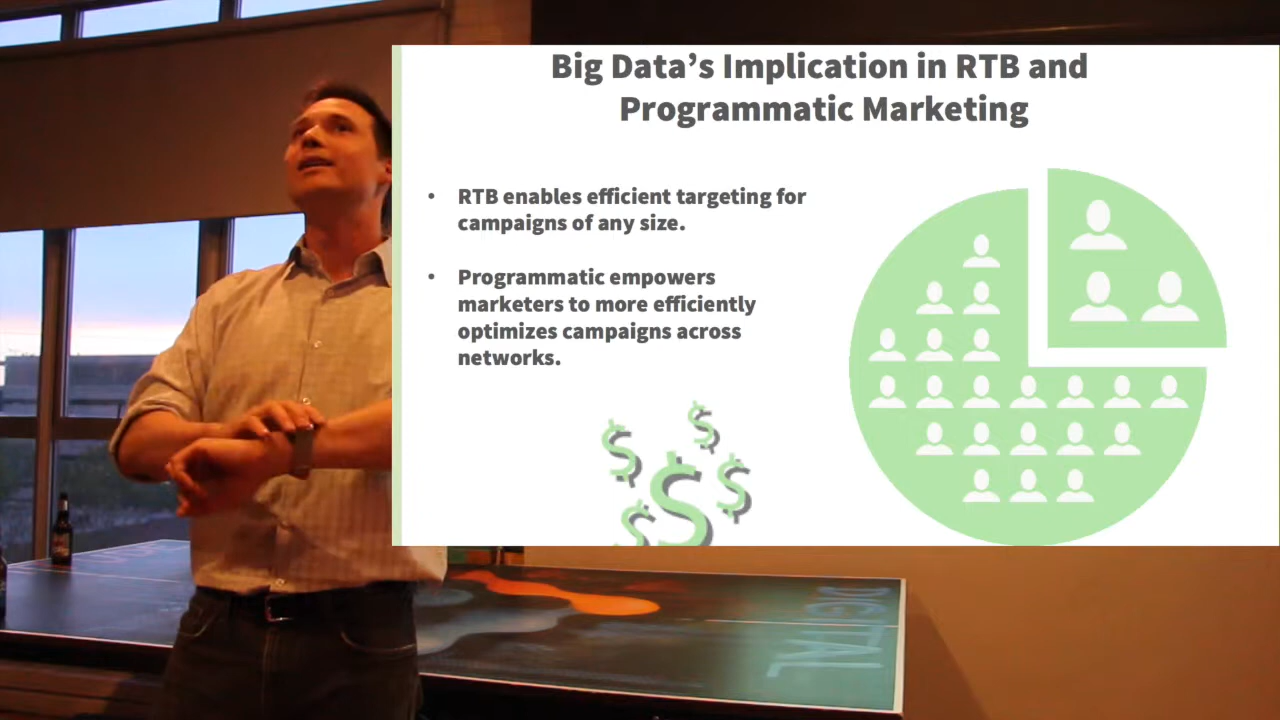 Big Data’s Implication in RTB and
Programmatic Marketing
• RTB enables efficient targeting for
campaigns of any size.
• Programmatic empowers
marketers to more efficiently
optimizes campaigns across
networks.
$ $ $ $ $
DIGITAL